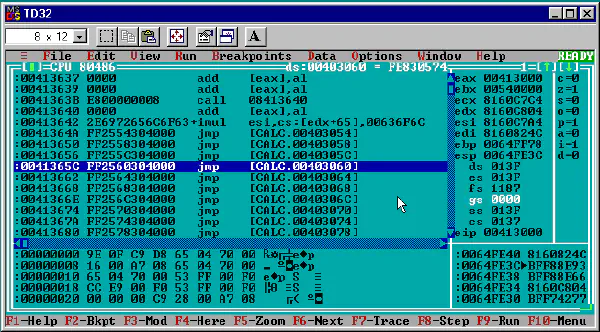 TD32
8 x 12
A
≡ File Edit View Run Breakpoints Data Options Window Help READY
CPU 80486 ds:00403060 = FE830574 1=[↑][↓]
:00413637 0000 add [eax],al
:00413639 0000 add [eax],al
:0041363B E800000008 call 08413640
:00413640 0000 add [eax],al
:00413642 2E6972656C6F63+imul esi,cs:[edx+65],00636F6C
:0041364A FF2554304000 jmp [CALC.00403054]
:00413650 FF2558304000 jmp [CALC.00403058]
:00413656 FF255C304000 jmp [CALC.0040305C]
:0041365C FF2560304000 jmp [CALC.00403060]
:00413662 FF2564304000 jmp [CALC.00403064]
:00413668 FF2568304000 jmp [CALC.00403068]
:0041366E FF256C304000 jmp [CALC.0040306C]
:00413674 FF2570304000 jmp [CALC.00403070]
:0041367A FF2574304000 jmp [CALC.00403074]
:00413680 FF2578304000 jmp [CALC.00403078]
eax 00413000 c=0
ebx 00540000 z=1
ecx 8160C7C4 s=0
edx 8160C804 o=0
esi 8160C7A4 p=1
edi 8160824C a=0
ebp 0064FF78 i=1
esp 0064FE3C d=0
ds 013F
es 013F
fs 1187
gs 0000
ss 013F
cs 0137
eip 00413000
:00000000 9E 0F C9 D8 65 04 70 00
:00000008 16 00 A7 08 65 04 70 00
:00000010 65 04 70 00 53 FF 00 F0
:00000018 CC E9 00 F0 53 FF 00 F0
:00000020 00 00 00 C9 28 00 A7 08
:0064FE40 8160824C
:0064FE3C▶BFF88E93
:0064FE38 BFF88E66
:0064FE34 8160C804
:0064FE30 BFF74277
F1-Help F2-Bkpt F3-Mod F4-Here F5-Zoom F6-Next F7-Trace F8-Step F9-Run F10-Menu